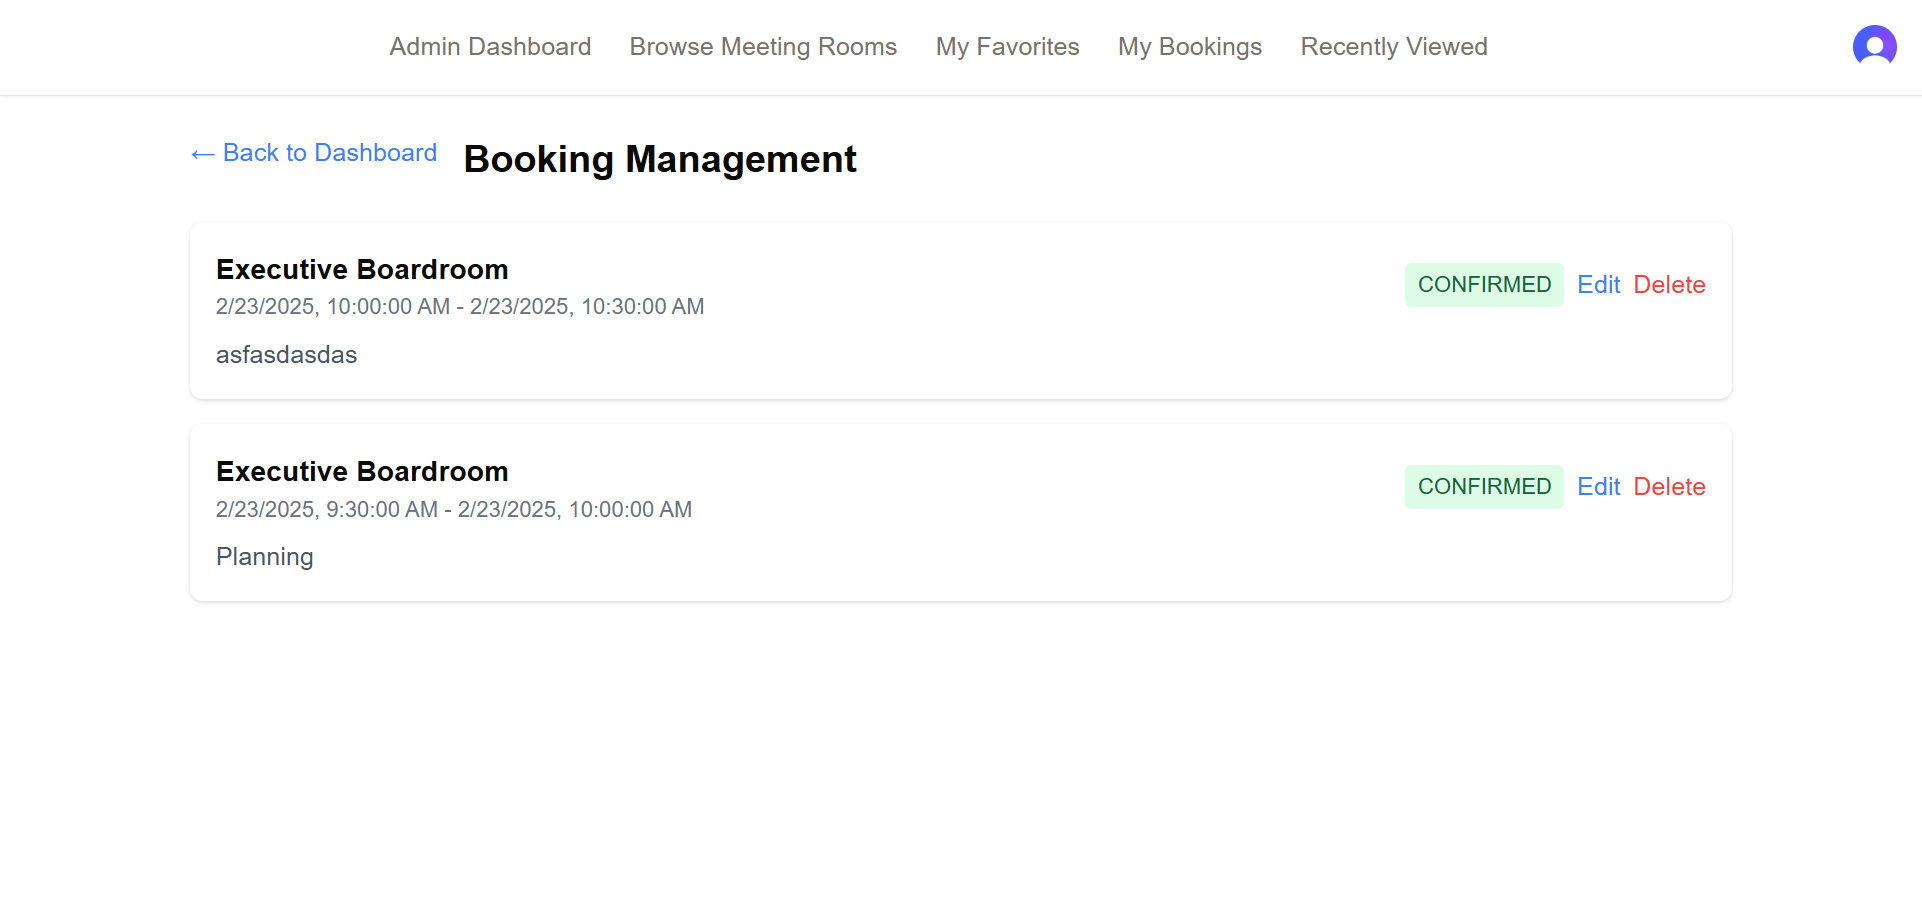 Admin Dashboard Browse Meeting Rooms My Favorites My Bookings Recently Viewed
← Back to Dashboard Booking Management
Executive Boardroom
CONFIRMED Edit Delete
2/23/2025, 10:00:00 AM - 2/23/2025, 10:30:00 AM
asfasdasdas
Executive Boardroom
CONFIRMED Edit Delete
2/23/2025, 9:30:00 AM - 2/23/2025, 10:00:00 AM
Planning